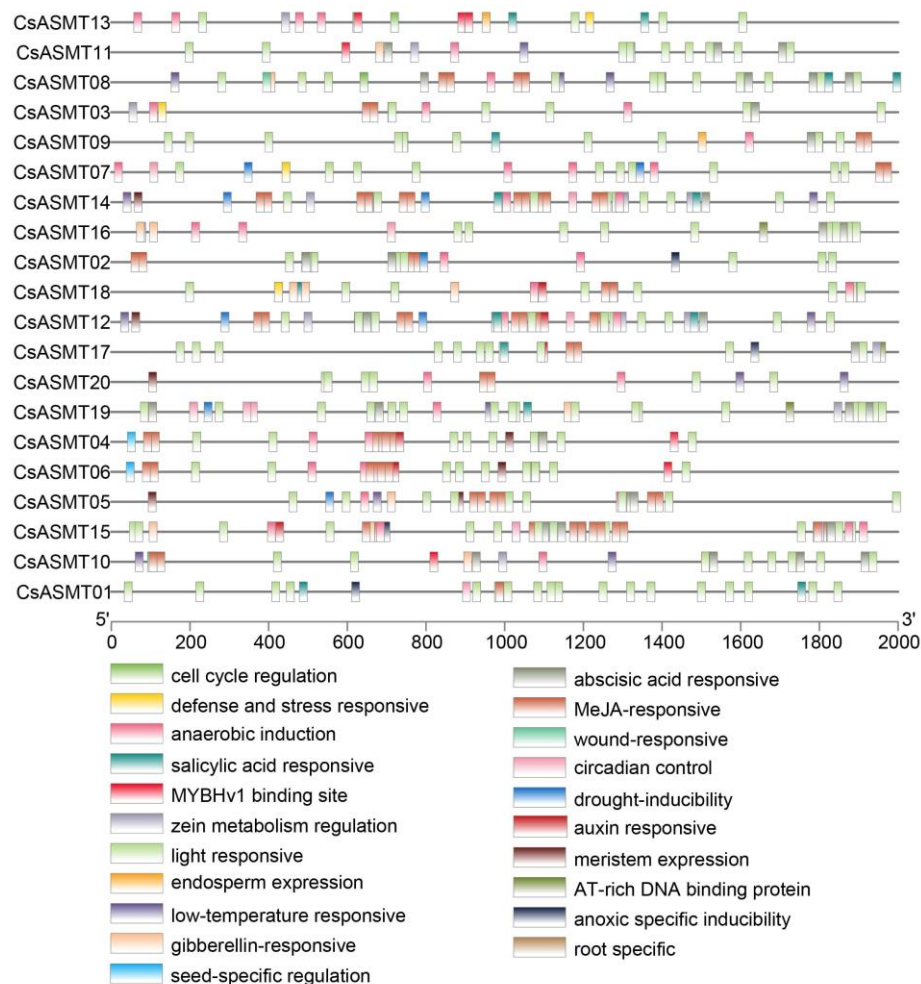 CsASMT13
CsASMT11
CsASMT08
CsASMT03
CsASMT09
CsASMT07
CsASMT14
CsASMT16
CsASMT02
CsASMT18
CsASMT12
CsASMT17
CsASMT20
CsASMT19
CsASMT04
CsASMT06
CsASMT05
CsASMT15
CsASMT10
CsASMT01
5' 3'
0 200 400 600 800 1000 1200 1400 1600 1800 2000
cell cycle regulation
defense and stress responsive
anaerobic induction
salicylic acid responsive
MYBHv1 binding site
zein metabolism regulation
light responsive
endosperm expression
low-temperature responsive
gibberellin-responsive
seed-specific regulation
abscisic acid responsive
MeJA-responsive
wound-responsive
circadian control
drought-inducibility
auxin responsive
meristem expression
AT-rich DNA binding protein
anoxic specific inducibility
root specific